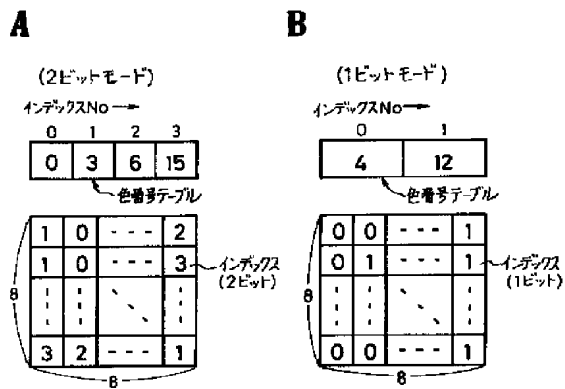 A
(2ビットモード)
インデックスNo →
0 1 2 3
0 3 6 15
色番号テーブル
1 0 --- 2
1 0 --- 3
インデックス
(2ビット)
8
3 2 --- 1
8
B
(1ビットモード)
インデックスNo →
0 1
4 12
色番号テーブル
0 0 --- 1
0 1 --- 1
インデックス
(1ビット)
8
0 0 --- 1
8